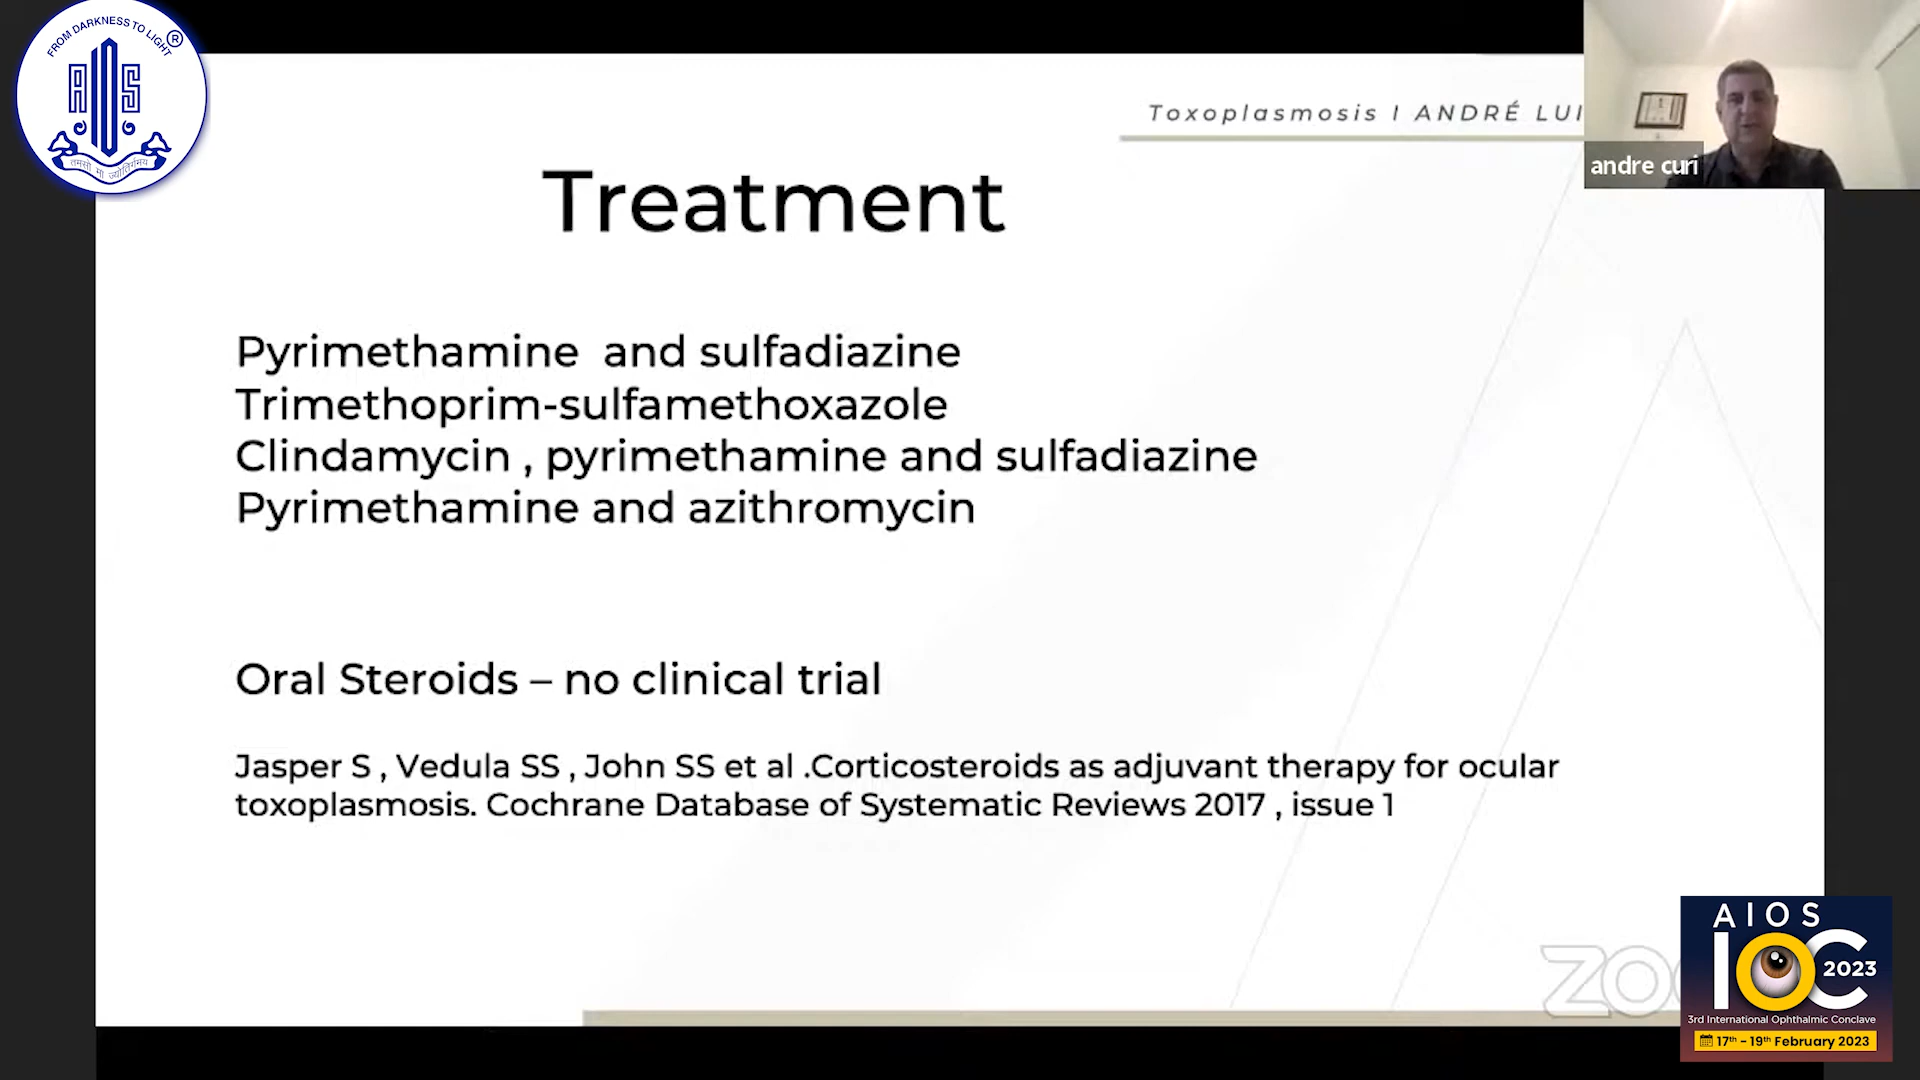 FROM DARKNESS TO LIGHT
®
AIOS
तमसो मा ज्योतिर्गमय
Toxoplasmosis I ANDRÉ LUI
andre curi
Treatment
Pyrimethamine and sulfadiazine
Trimethoprim-sulfamethoxazole
Clindamycin , pyrimethamine and sulfadiazine
Pyrimethamine and azithromycin
Oral Steroids – no clinical trial
Jasper S , Vedula SS , John SS et al .Corticosteroids as adjuvant therapy for ocular
toxoplasmosis. Cochrane Database of Systematic Reviews 2017 , issue 1
ZO
AIOS
IOC 2023
3rd International Ophthalmic Conclave
17th - 19th February 2023